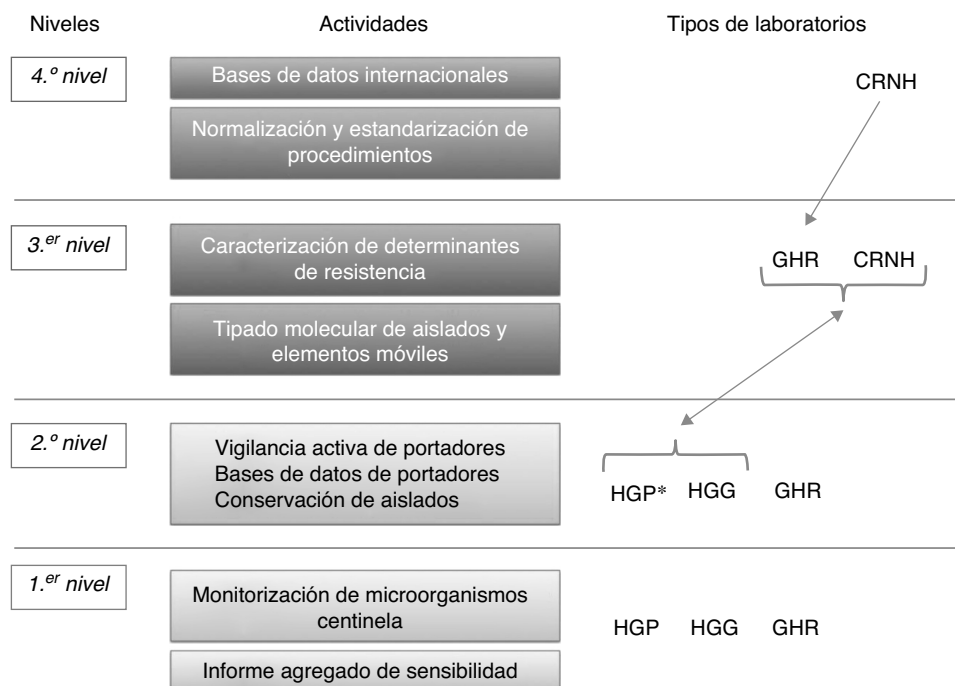 Niveles Actividades Tipos de laboratorios
4.º nivel
Bases de datos internacionales
CRNH
Normalización y estandarización de
procedimientos
3.er nivel
Caracterización de determinantes
de resistencia
GHR CRNH
Tipado molecular de aislados y
elementos móviles
2.º nivel
Vigilancia activa de portadores
Bases de datos de portadores
Conservación de aislados
HGP* HGG GHR
1.er nivel
Monitorización de microorganismos
centinela
HGP HGG GHR
Informe agregado de sensibilidad